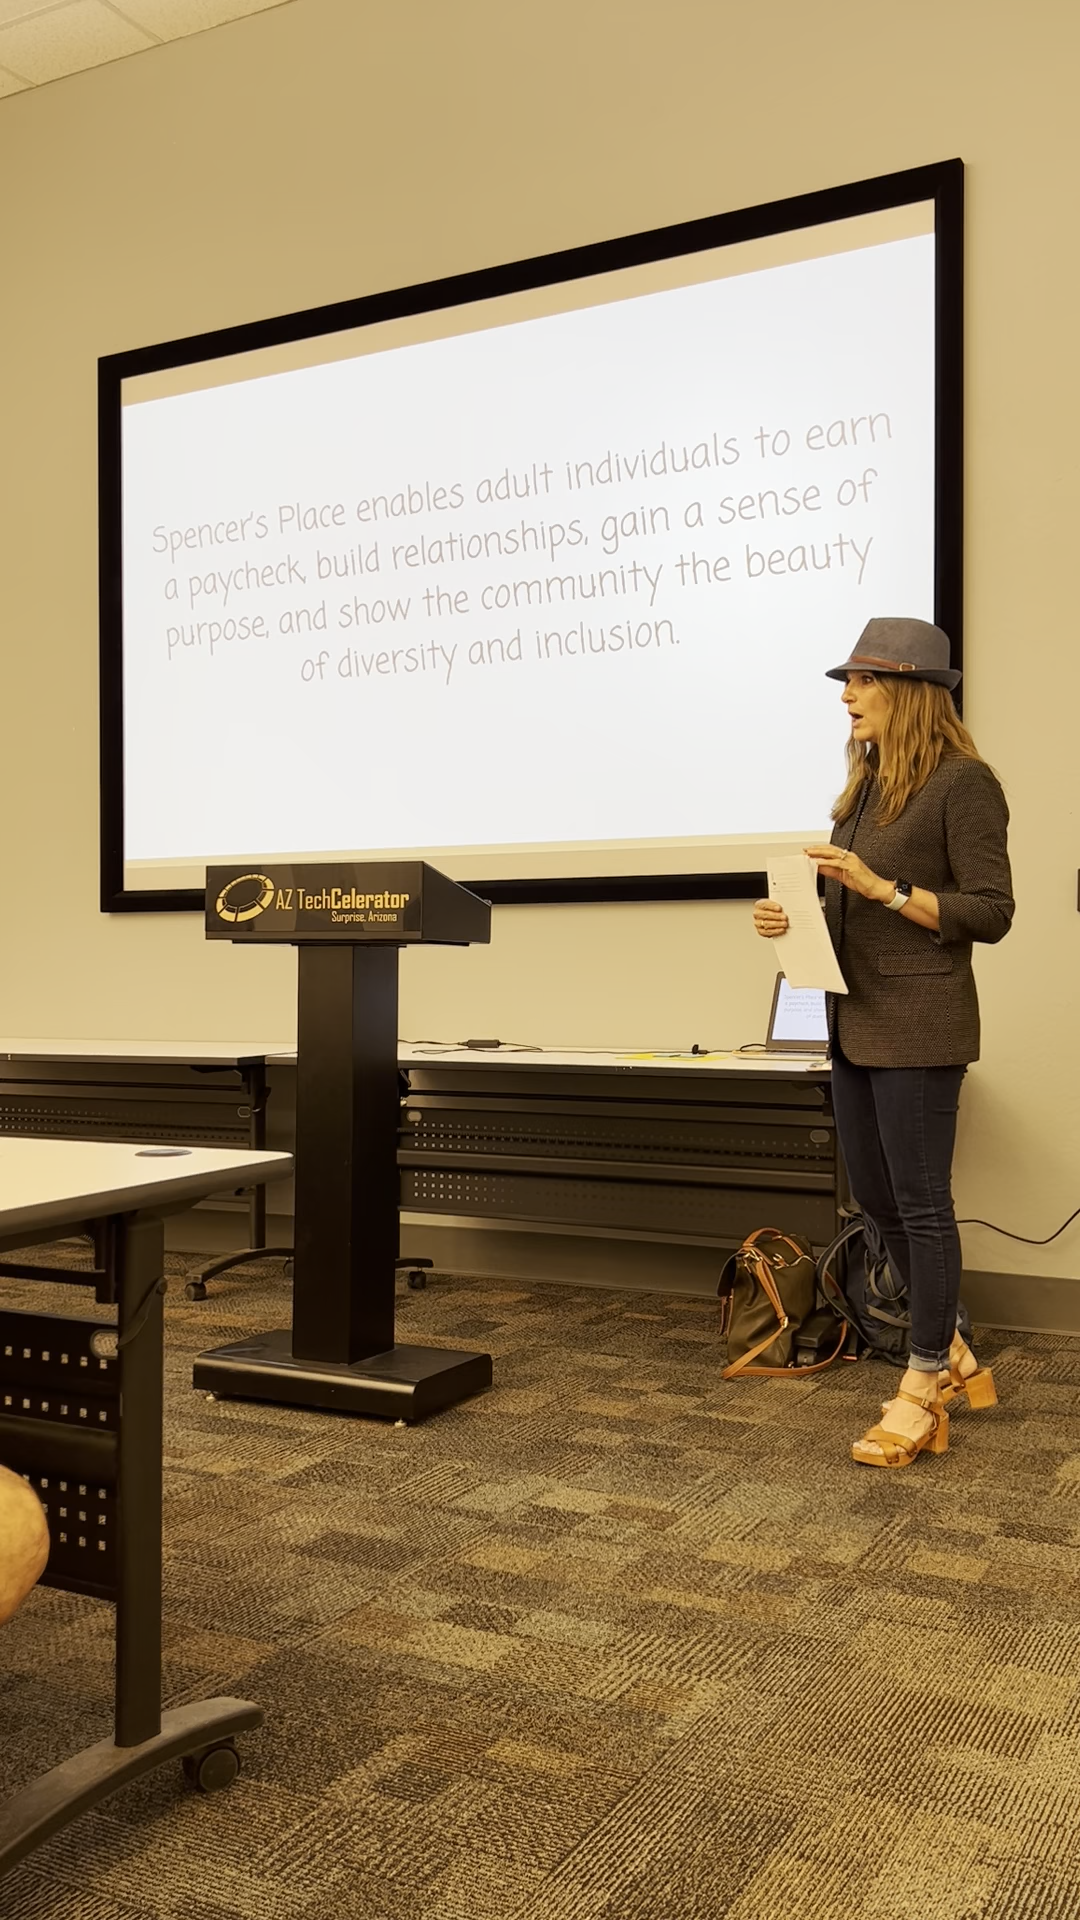 Spencer's Place enables adult individuals to earn
a paycheck, build relationships, gain a sense of
purpose, and show the community the beauty
of diversity and inclusion.
AZ TechCelerator
Surprise, Arizona